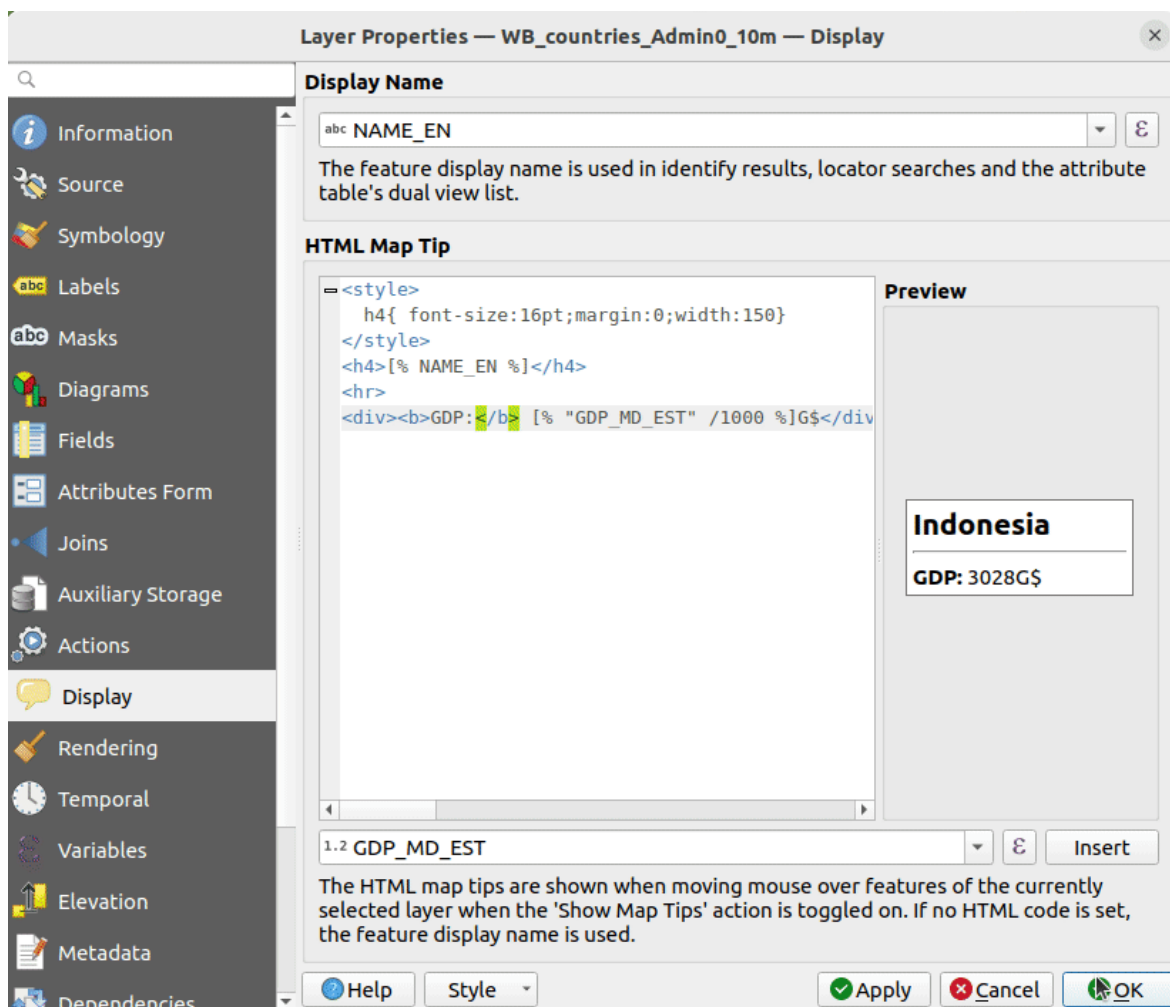 Layer Properties — WB_countries_Admin0_10m — Display
Information
Source
Symbology
abc Labels
abc Masks
Diagrams
Fields
Attributes Form
Joins
Auxiliary Storage
Actions
Display
Rendering
Temporal
Variables
Elevation
Metadata
Dependencies
Display Name
abc NAME_EN
ε
The feature display name is used in identify results, locator searches and the attribute
table's dual view list.
HTML Map Tip
<style>
h4{ font-size:16pt;margin:0;width:150}
</style>
<h4>[% NAME_EN %]</h4>
<hr>
<div><b>GDP:</b> [% "GDP_MD_EST" /1000 %]G$</div
Preview
Indonesia
GDP: 3028G$
1.2 GDP_MD_EST
ε
Insert
The HTML map tips are shown when moving mouse over features of the currently
selected layer when the 'Show Map Tips' action is toggled on. If no HTML code is set,
the feature display name is used.
Help
Style
Apply
Cancel
OK